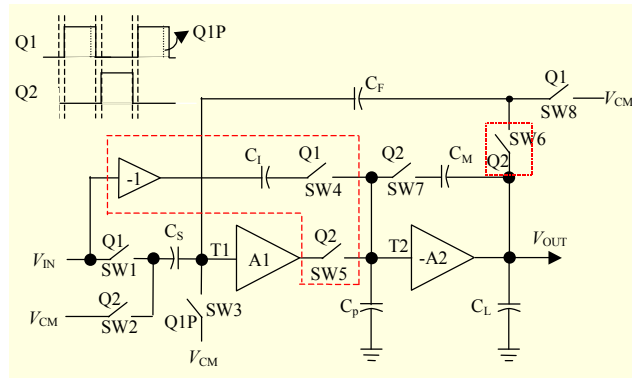 Q1
Q1P
Q2
C_F
Q1
SW8
V_CM
SW6
Q2
-1
C_I
Q1
SW4
Q2
SW7
C_M
V_IN
Q1
SW1
C_S
T1
A1
Q2
SW5
T2
-A2
V_OUT
Q2
SW2
V_CM
SW3
Q1P
V_CM
C_p
C_L